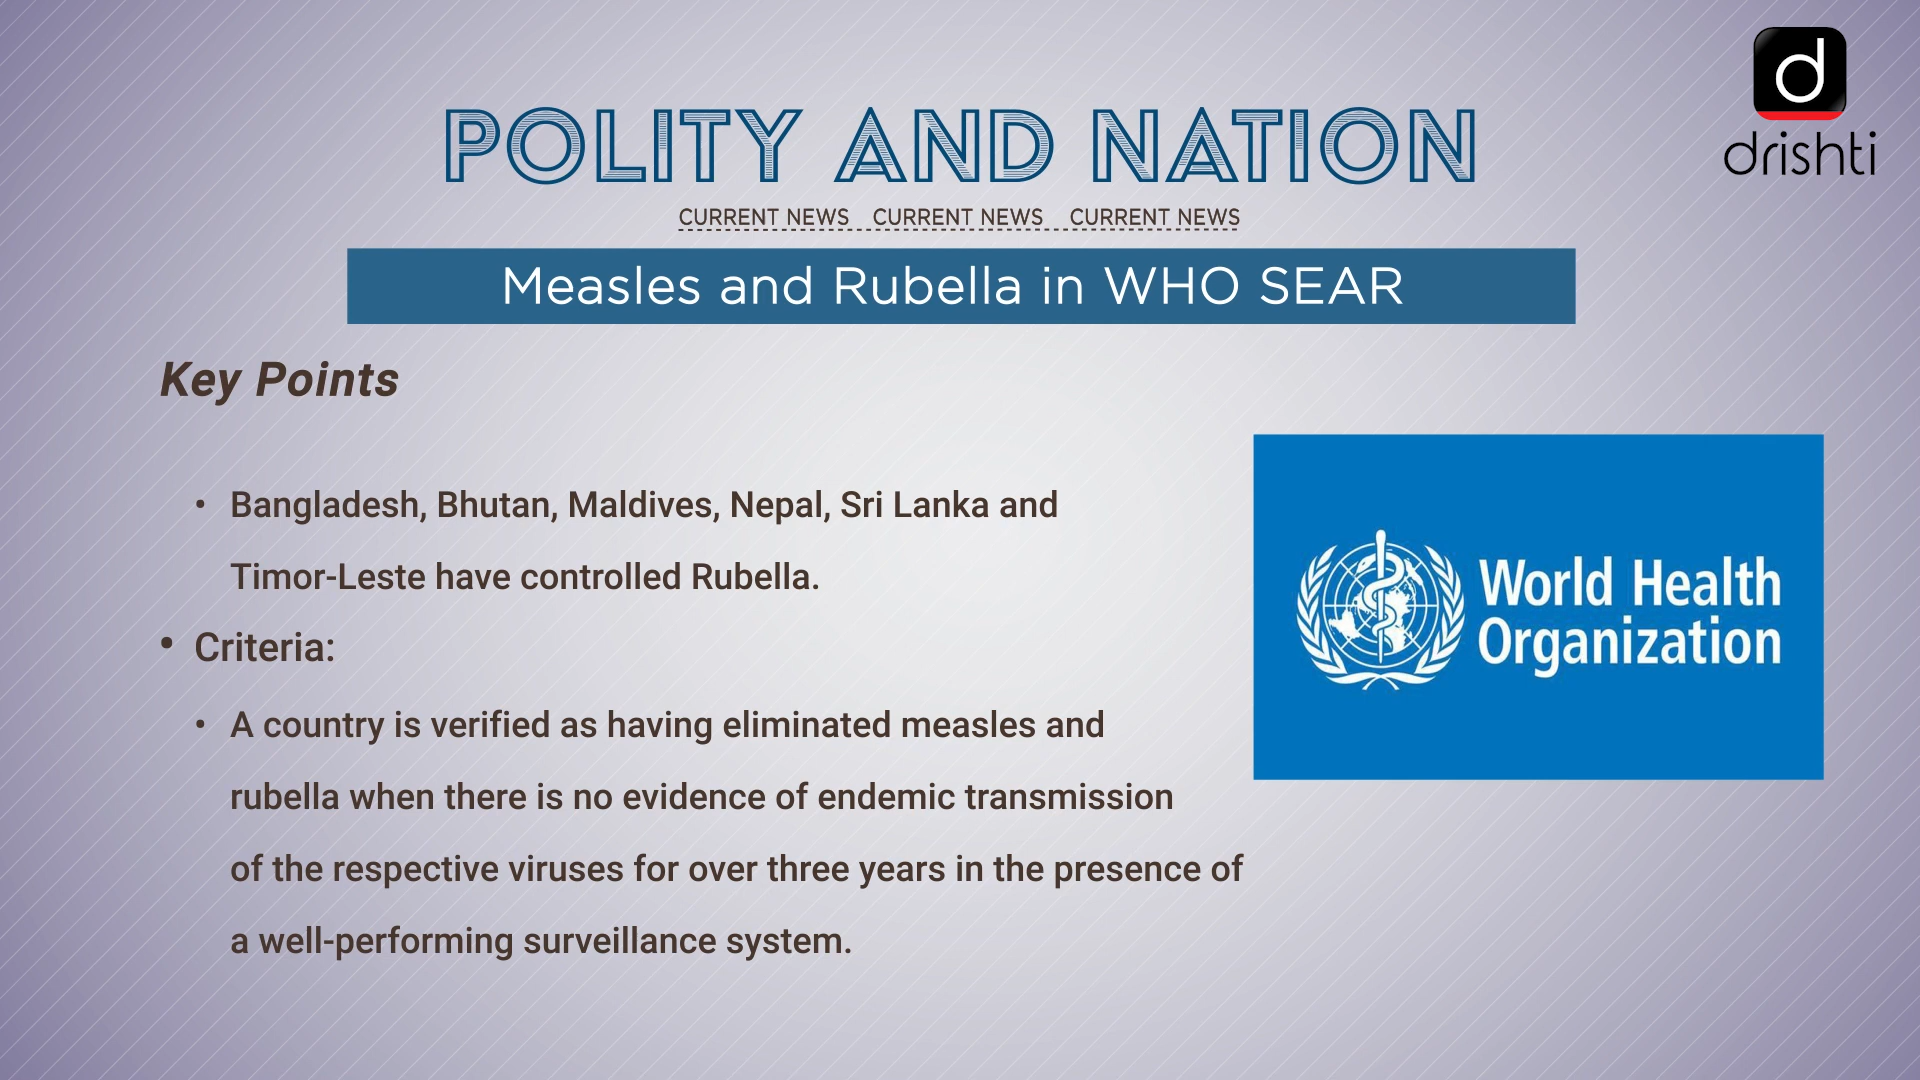 d
drishti
POLITY AND NATION
CURRENT NEWS CURRENT NEWS CURRENT NEWS
Measles and Rubella in WHO SEAR
Key Points
• Bangladesh, Bhutan, Maldives, Nepal, Sri Lanka and
Timor-Leste have controlled Rubella.
• Criteria:
• A country is verified as having eliminated measles and
rubella when there is no evidence of endemic transmission
of the respective viruses for over three years in the presence of
a well-performing surveillance system.
World Health
Organization